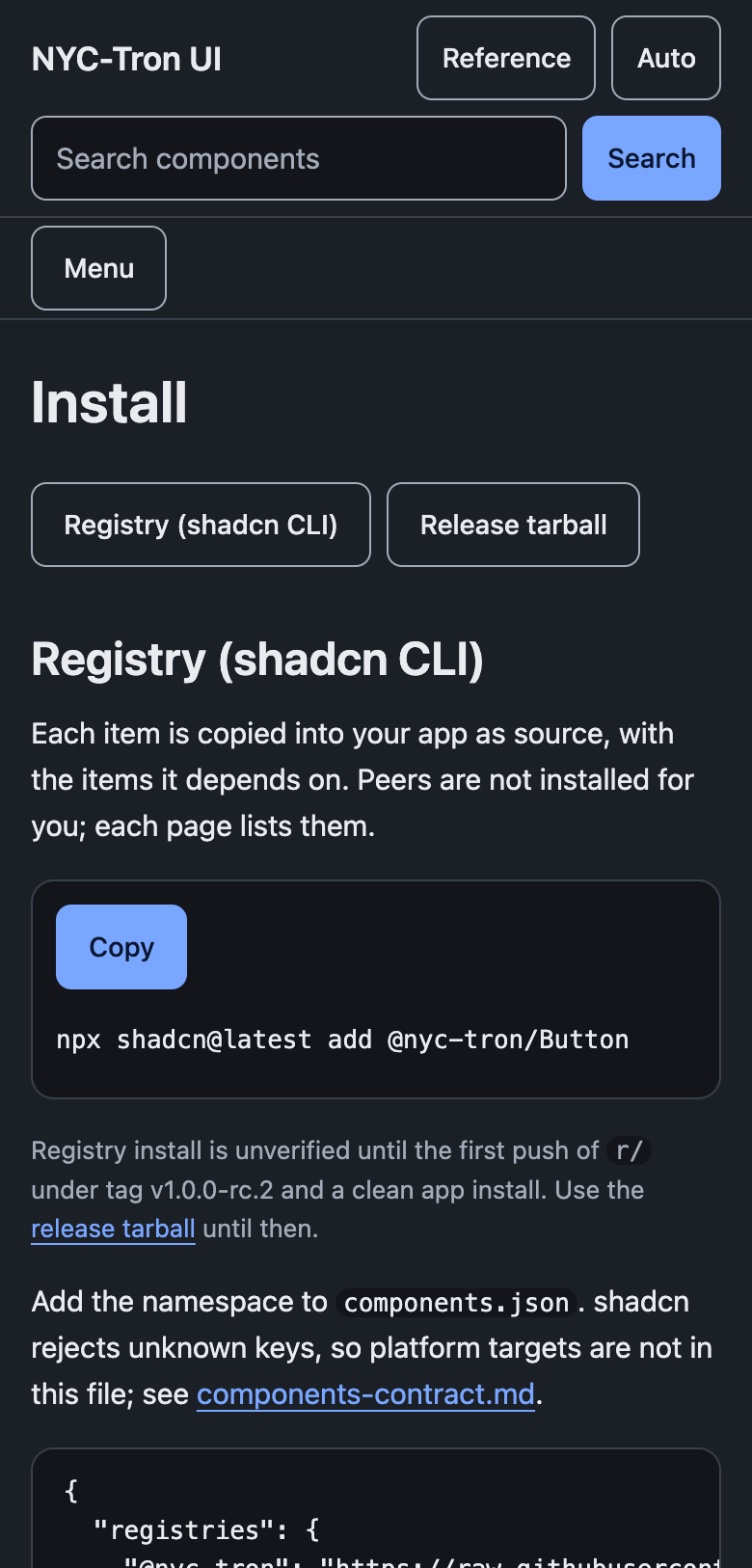 NYC-Tron UI
Reference
Auto
Search components
Search
Menu
Install
Registry (shadcn CLI)
Release tarball
Registry (shadcn CLI)
Each item is copied into your app as source, with
the items it depends on. Peers are not installed for
you; each page lists them.
Copy
npx shadcn@latest add @nyc-tron/Button
Registry install is unverified until the first push of r/
under tag v1.0.0-rc.2 and a clean app install. Use the
release tarball until then.
Add the namespace to components.json. shadcn
rejects unknown keys, so platform targets are not in
this file; see components-contract.md.
{
"registries": {
"@nyc-tron": "https://raw.githubusercont